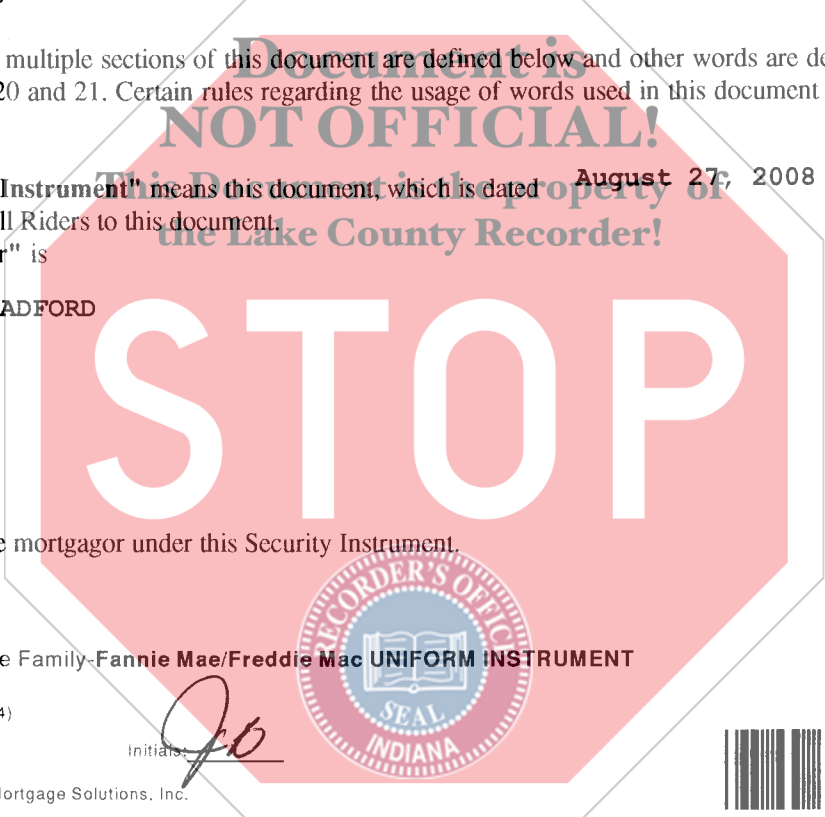 multiple sections of this document are defined below and other words are de
Document is
20 and 21. Certain rules regarding the usage of words used in this document
NOT OFFICIAL!
Instrument" means this document, which is dated August 27, 2008
This Document is the property of
ll Riders to this document.
the Lake County Recorder!
r" is
ADFORD
STOP
e mortgagor under this Security Instrument.
RECORDER'S OFFICE
e Family-Fannie Mae/Freddie Mac UNIFORM INSTRUMENT
4)
SEAL
INDIANA
Initials: JB
ortgage Solutions, Inc.